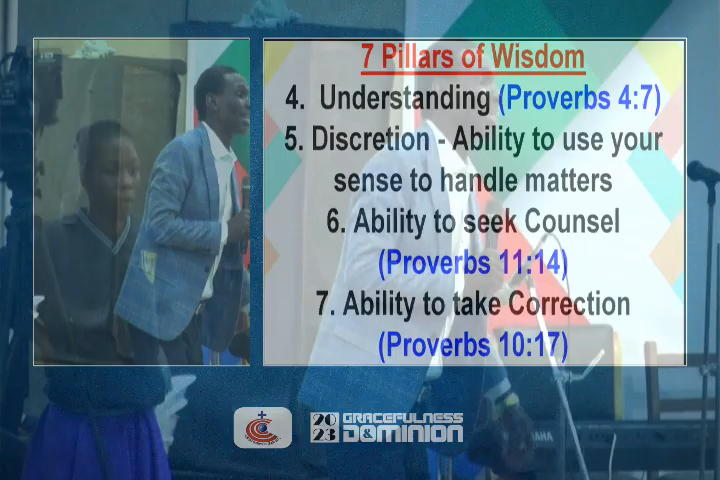 7 Pillars of Wisdom
4. Understanding (Proverbs 4:7)
5. Discretion - Ability to use your
sense to handle matters
6. Ability to seek Counsel
(Proverbs 11:14)
7. Ability to take Correction
(Proverbs 10:17)
2023 GRACEFULNESS
& DOMINION
YAMAHA